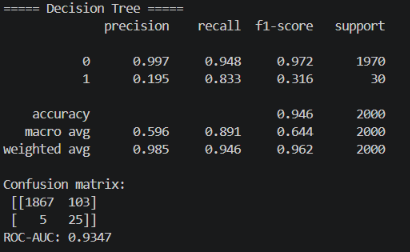 ===== Decision Tree =====
              precision    recall  f1-score   support

           0      0.997     0.948     0.972      1970
           1      0.195     0.833     0.316        30

    accuracy                          0.946      2000
   macro avg      0.596     0.891     0.644      2000
weighted avg      0.985     0.946     0.962      2000

Confusion matrix:
 [[1867  103]
 [   5   25]]
ROC-AUC: 0.9347